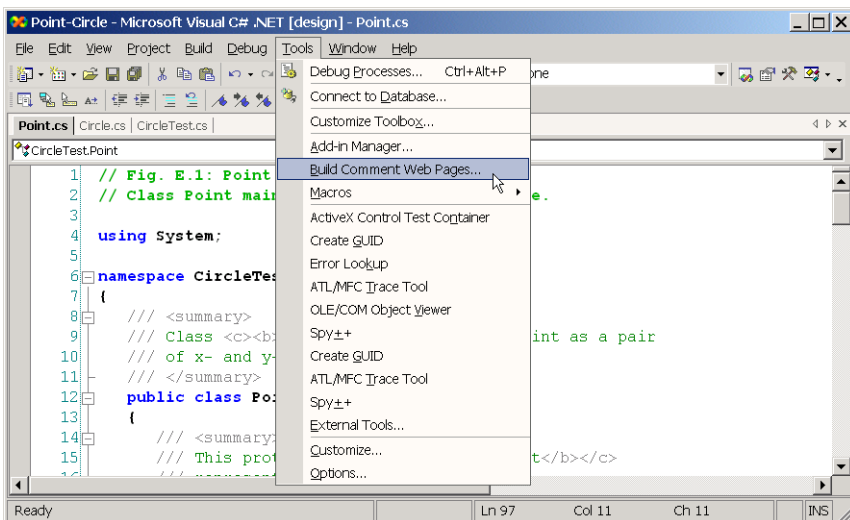 Point-Circle - Microsoft Visual C# .NET [design] - Point.cs
File Edit View Project Build Debug Tools Window Help
Debug Processes... Ctrl+Alt+P
Connect to Database...
Customize Toolbox...
Add-in Manager...
Build Comment Web Pages...
Macros
ActiveX Control Test Container
Create GUID
Error Lookup
ATL/MFC Trace Tool
OLE/COM Object Viewer
Spy++
Create GUID
ATL/MFC Trace Tool
Spy++
External Tools...
Customize...
Options...
Point.cs Circle.cs CircleTest.cs
CircleTest.Point
1 // Fig. E.1: Point
2 // Class Point main e.
3
4 using System;
5
6 namespace CircleTes
7 {
8 /// <summary>
9 /// Class <c><b> int as a pair
10 /// of x- and y-
11 /// </summary>
12 public class Poi
13 {
14 /// <summary>
15 /// This prot t</b></c>
16
Ready Ln 97 Col 11 Ch 11 INS